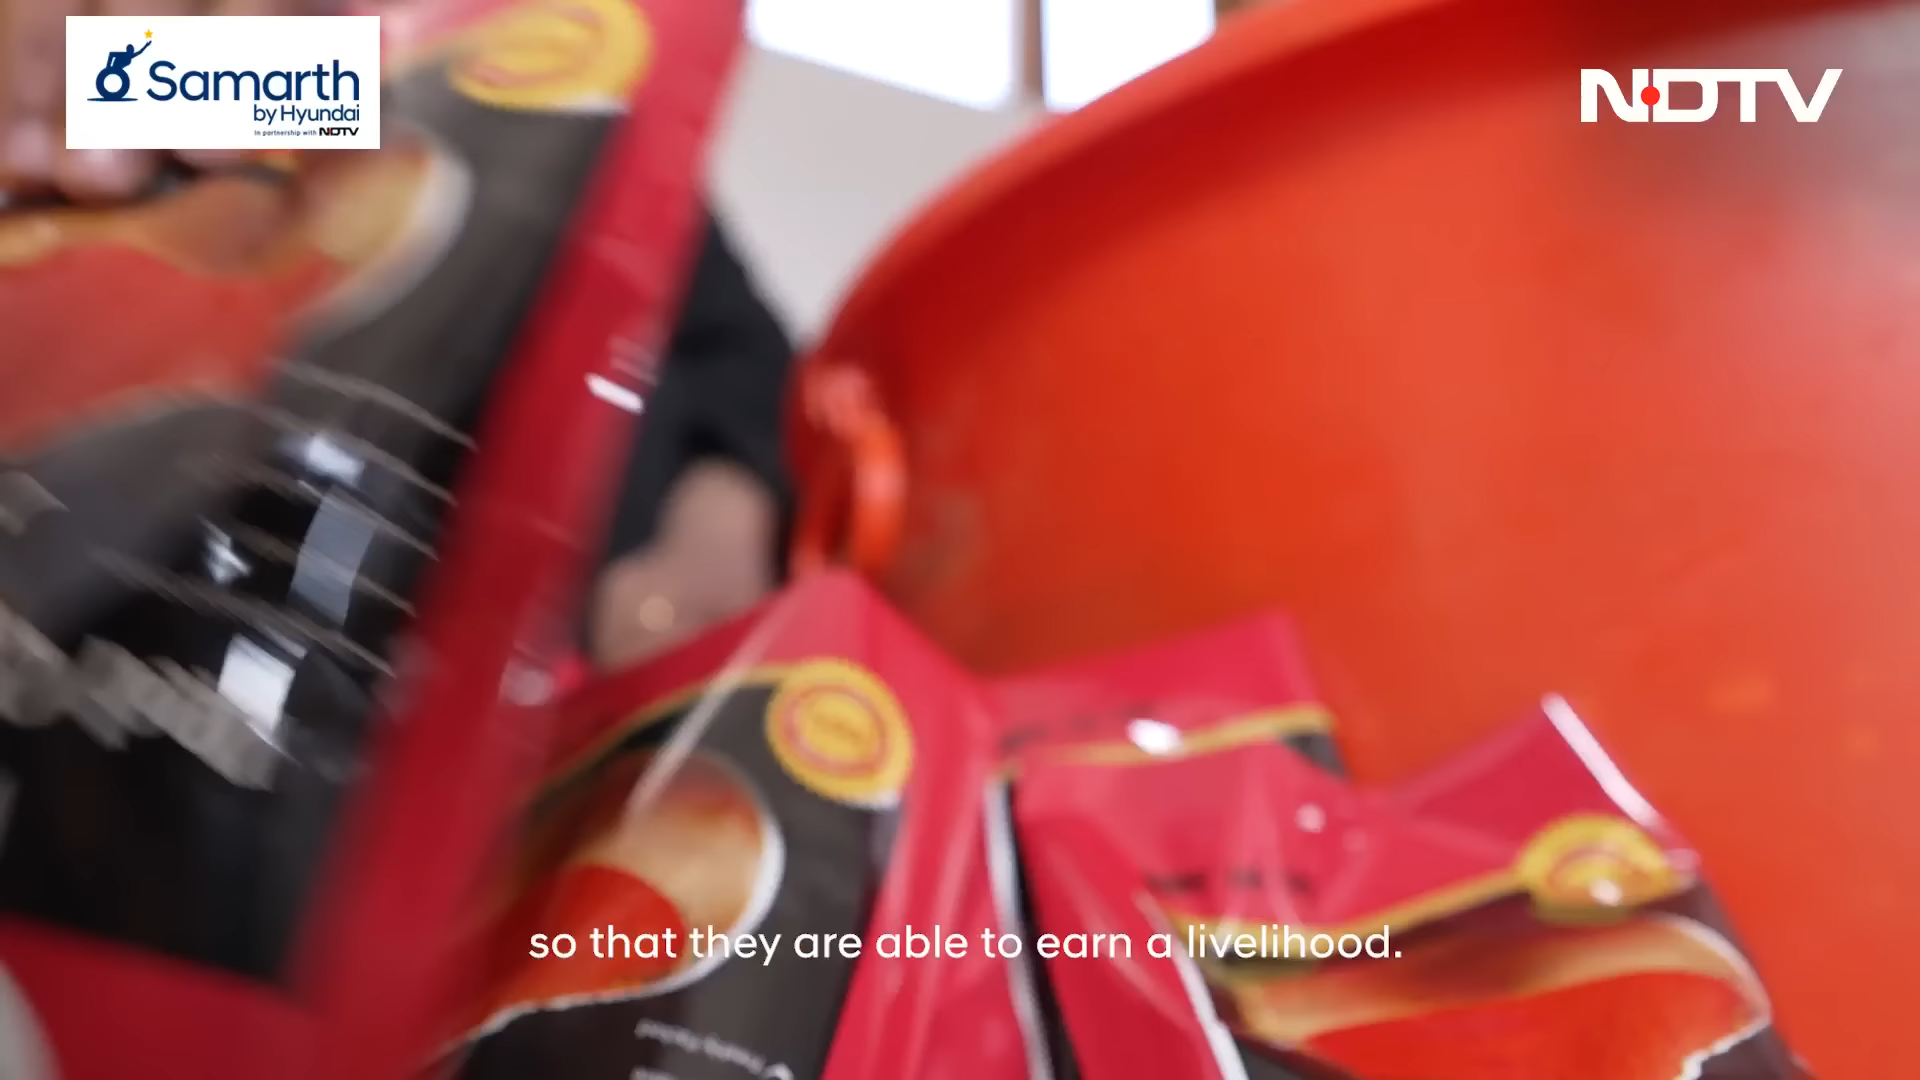 Samarth
by Hyundai
In partnership with NDTV
NDTV
so that they are able to earn a livelihood.